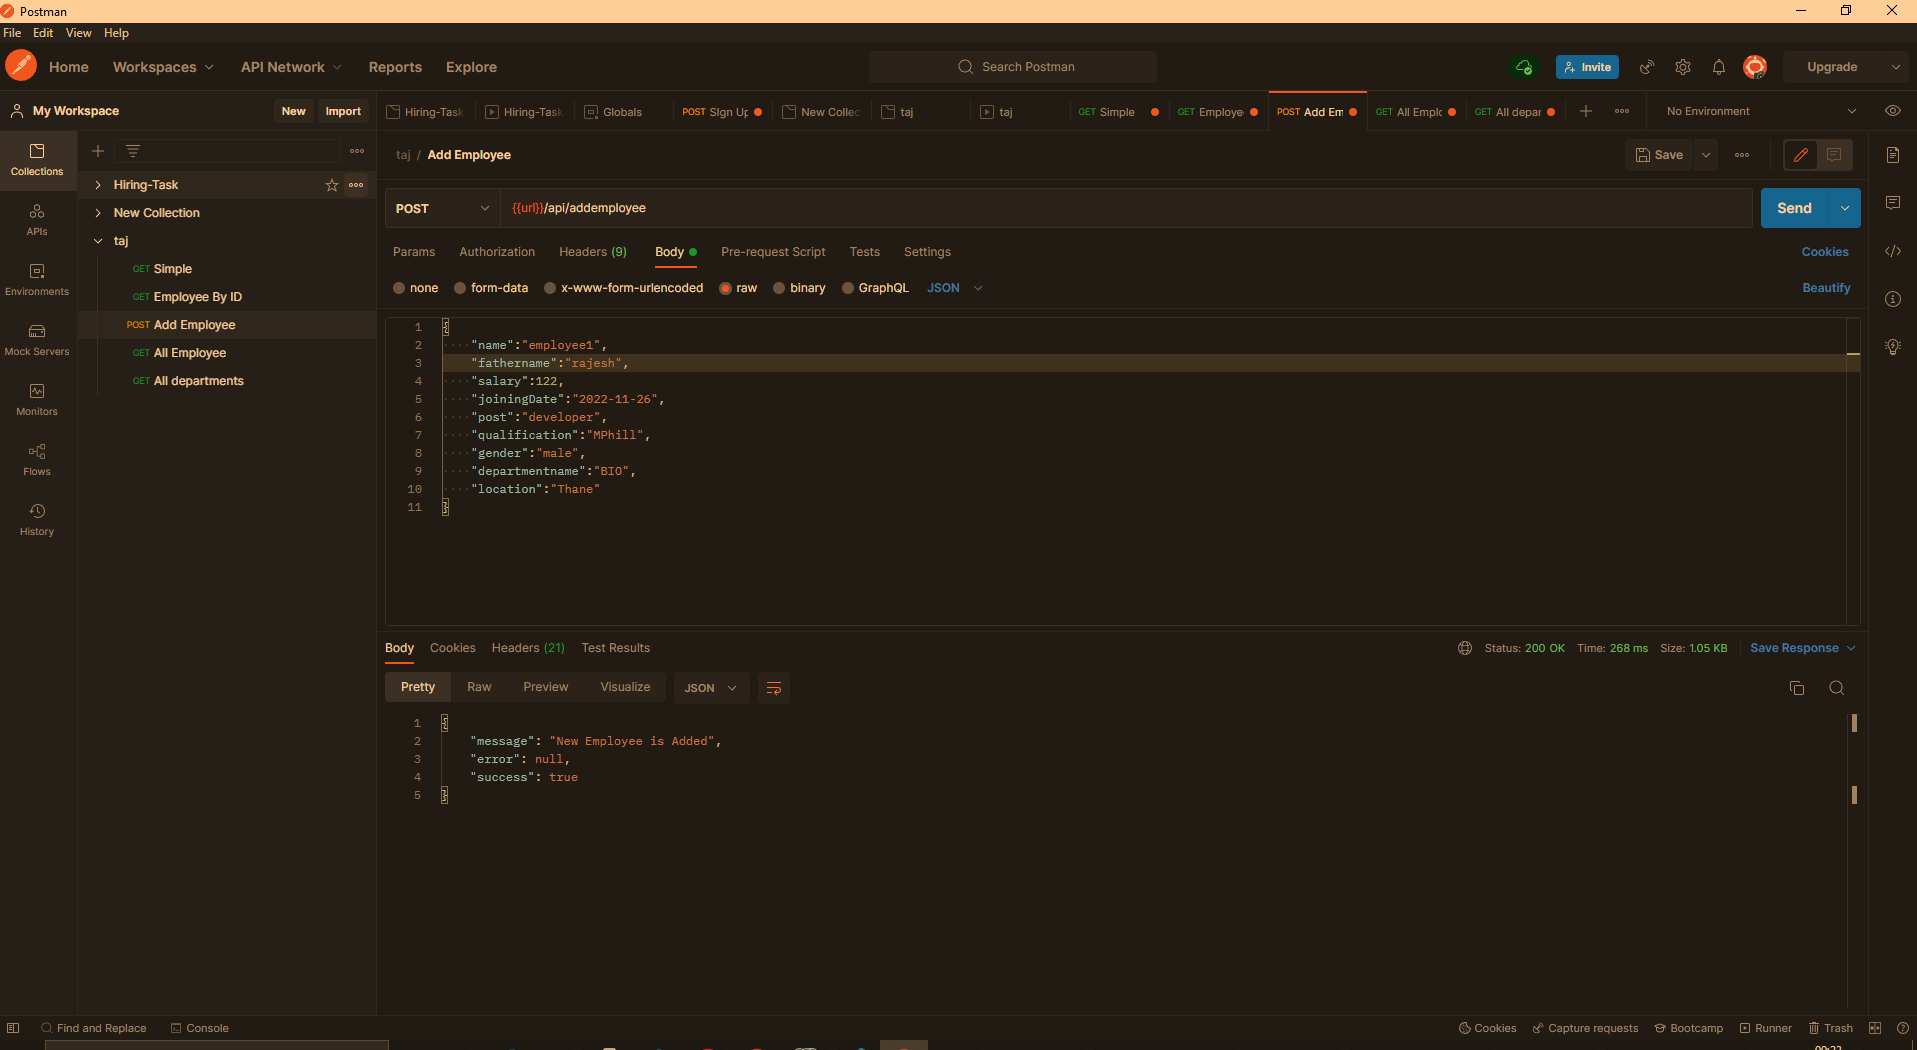 Postman
File Edit View Help
Home Workspaces API Network Reports Explore Search Postman Invite Upgrade
My Workspace New Import
Hiring-Task Hiring-Task Globals POST SIgn Up New Collec taj taj GET Simple GET Employe POST Add Em GET All Emplo GET All depar No Environment
Collections
APIs
Environments
Mock Servers
Monitors
Flows
History
Hiring-Task
New Collection
taj
GET Simple
GET Employee By ID
POST Add Employee
GET All Employee
GET All departments
taj / Add Employee Save
POST {{url}}/api/addemployee Send
Params Authorization Headers (9) Body Pre-request Script Tests Settings Cookies
none form-data x-www-form-urlencoded raw binary GraphQL JSON Beautify
1 {
2 "name":"employee1",
3 "fathername":"rajesh",
4 "salary":122,
5 "joiningDate":"2022-11-26",
6 "post":"developer",
7 "qualification":"MPhill",
8 "gender":"male",
9 "departmentname":"BIO",
10 "location":"Thane"
11 }
Body Cookies Headers (21) Test Results Status: 200 OK Time: 268 ms Size: 1.05 KB Save Response
Pretty Raw Preview Visualize JSON
1 {
2 "message": "New Employee is Added",
3 "error": null,
4 "success": true
5 }
Find and Replace Console Cookies Capture requests Bootcamp Runner Trash